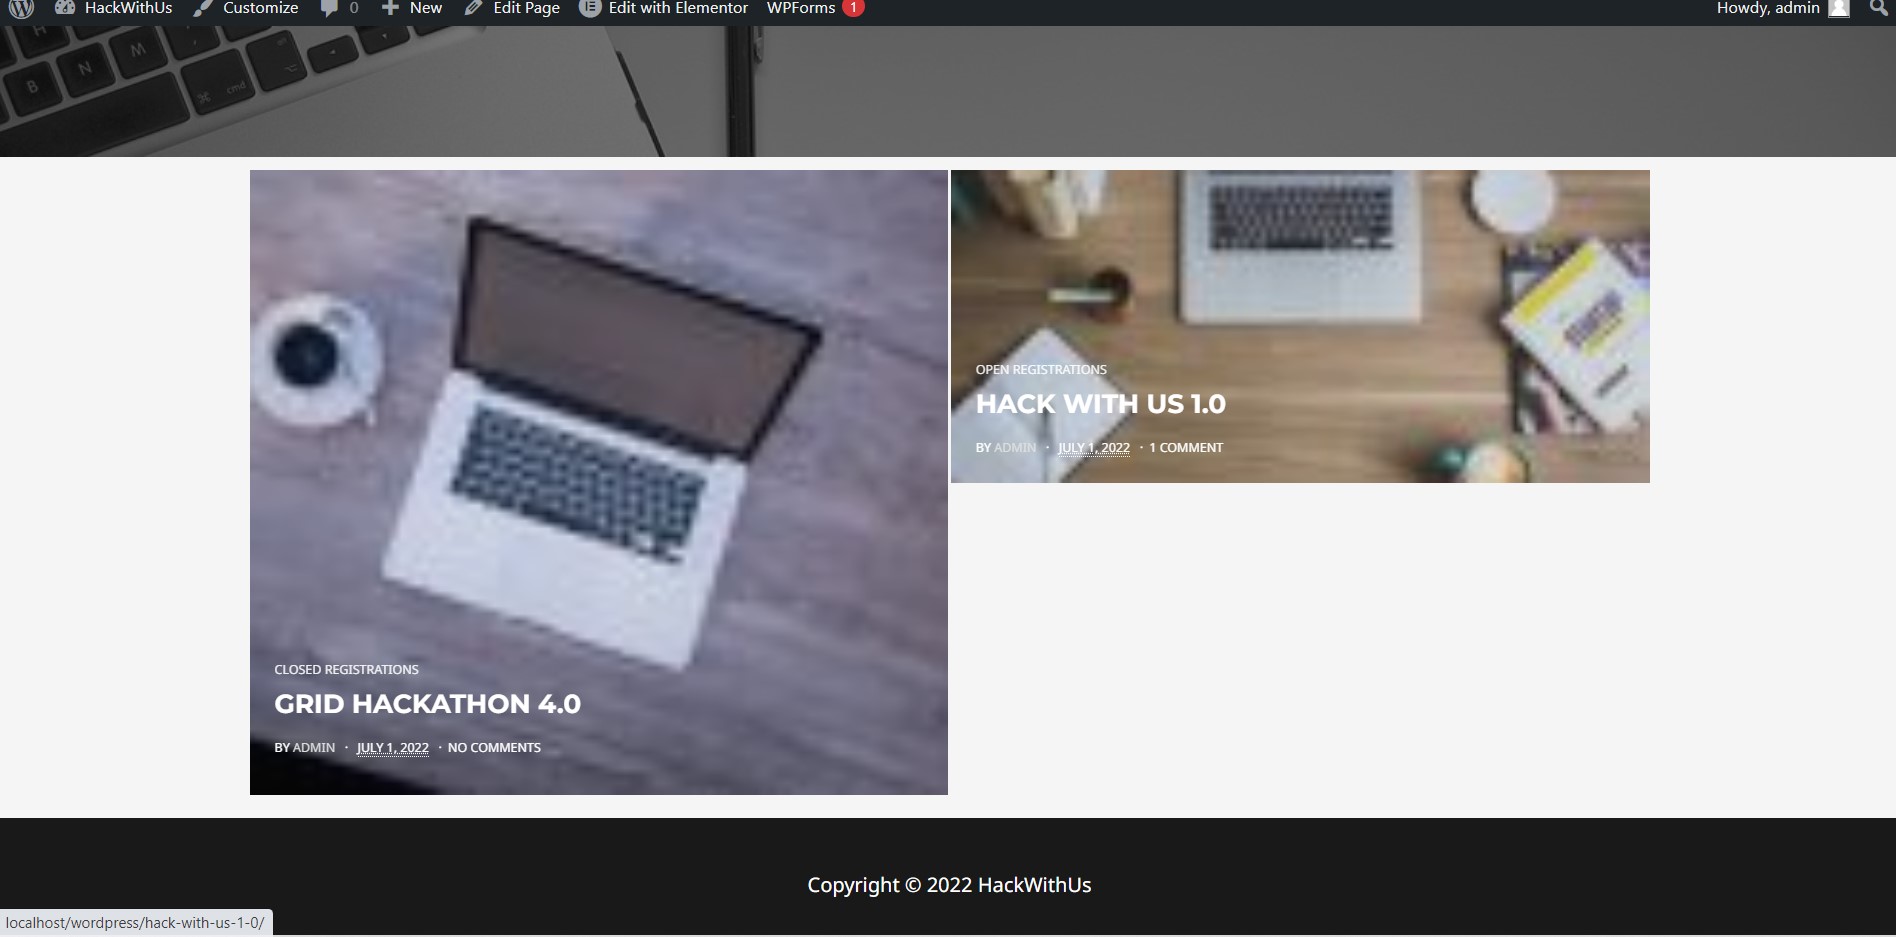 HackWithUs Customize 0 New Edit Page Edit with Elementor WPForms 1 Howdy, admin
H
M
B N
⌘ cmd
OPEN REGISTRATIONS
HACK WITH US 1.0
BY ADMIN · JULY 1, 2022 · 1 COMMENT
CLOSED REGISTRATIONS
GRID HACKATHON 4.0
BY ADMIN · JULY 1, 2022 · NO COMMENTS
Copyright © 2022 HackWithUs
localhost/wordpress/hack-with-us-1-0/